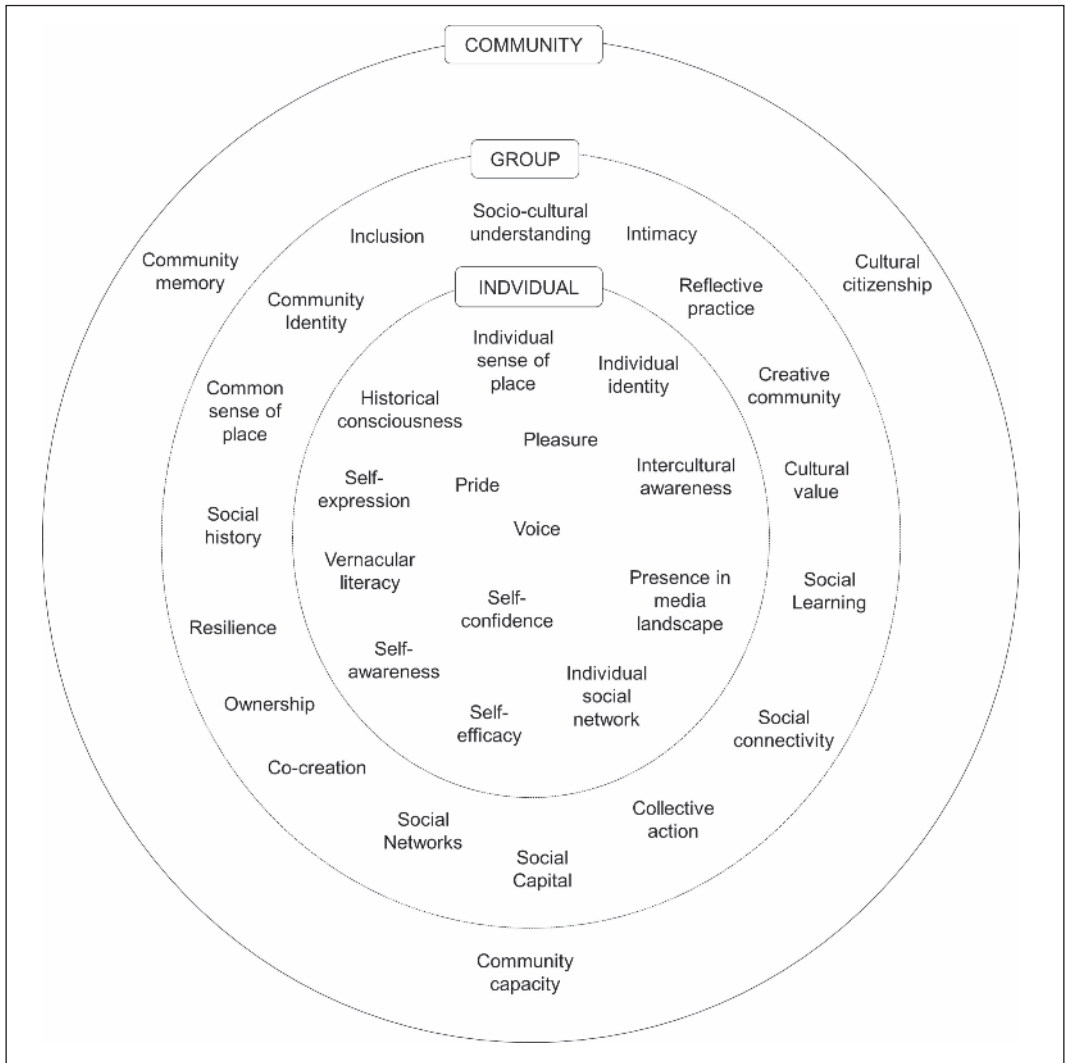 COMMUNITY
GROUP
Socio-cultural
understanding
Inclusion
Intimacy
Community
memory
Cultural
citizenship
INDVIDUAL
Reflective
practice
Community
Identity
Individual
sense of
place
Individual
identity
Creative
community
Common
sense of
place
Historical
consciousness
Pleasure
Intercultural
awareness
Cultural
value
Self-
expression
Pride
Social
history
Voice
Vernacular
literacy
Presence in
media
landscape
Social
Learning
Self-
confidence
Resilience
Self-
awareness
Individual
social
network
Ownership
Self-
efficacy
Social
connectivity
Co-creation
Social
Networks
Collective
action
Social
Capital
Community
capacity